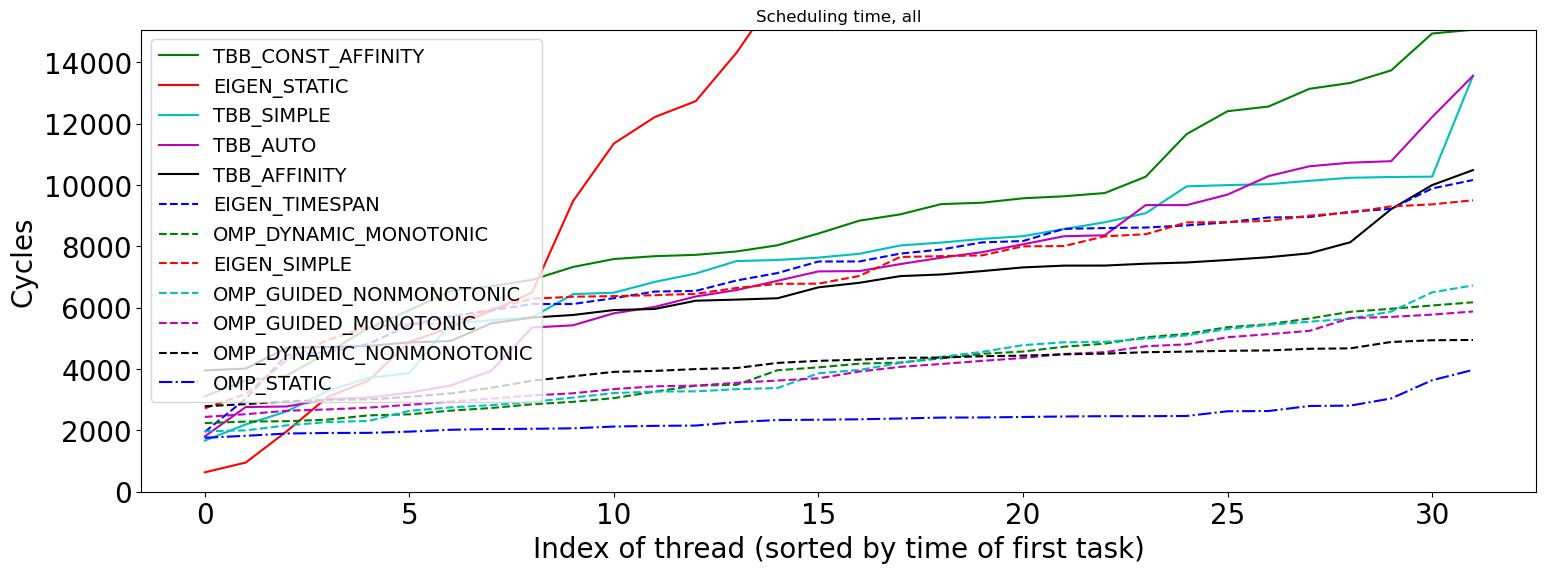 Scheduling time, all
TBB_CONST_AFFINITY
EIGEN_STATIC
TBB_SIMPLE
TBB_AUTO
TBB_AFFINITY
EIGEN_TIMESPAN
OMP_DYNAMIC_MONOTONIC
EIGEN_SIMPLE
OMP_GUIDED_NONMONOTONIC
OMP_GUIDED_MONOTONIC
OMP_DYNAMIC_NONMONOTONIC
OMP_STATIC
Cycles
14000
12000
10000
8000
6000
4000
2000
0
0 5 10 15 20 25 30
Index of thread (sorted by time of first task)